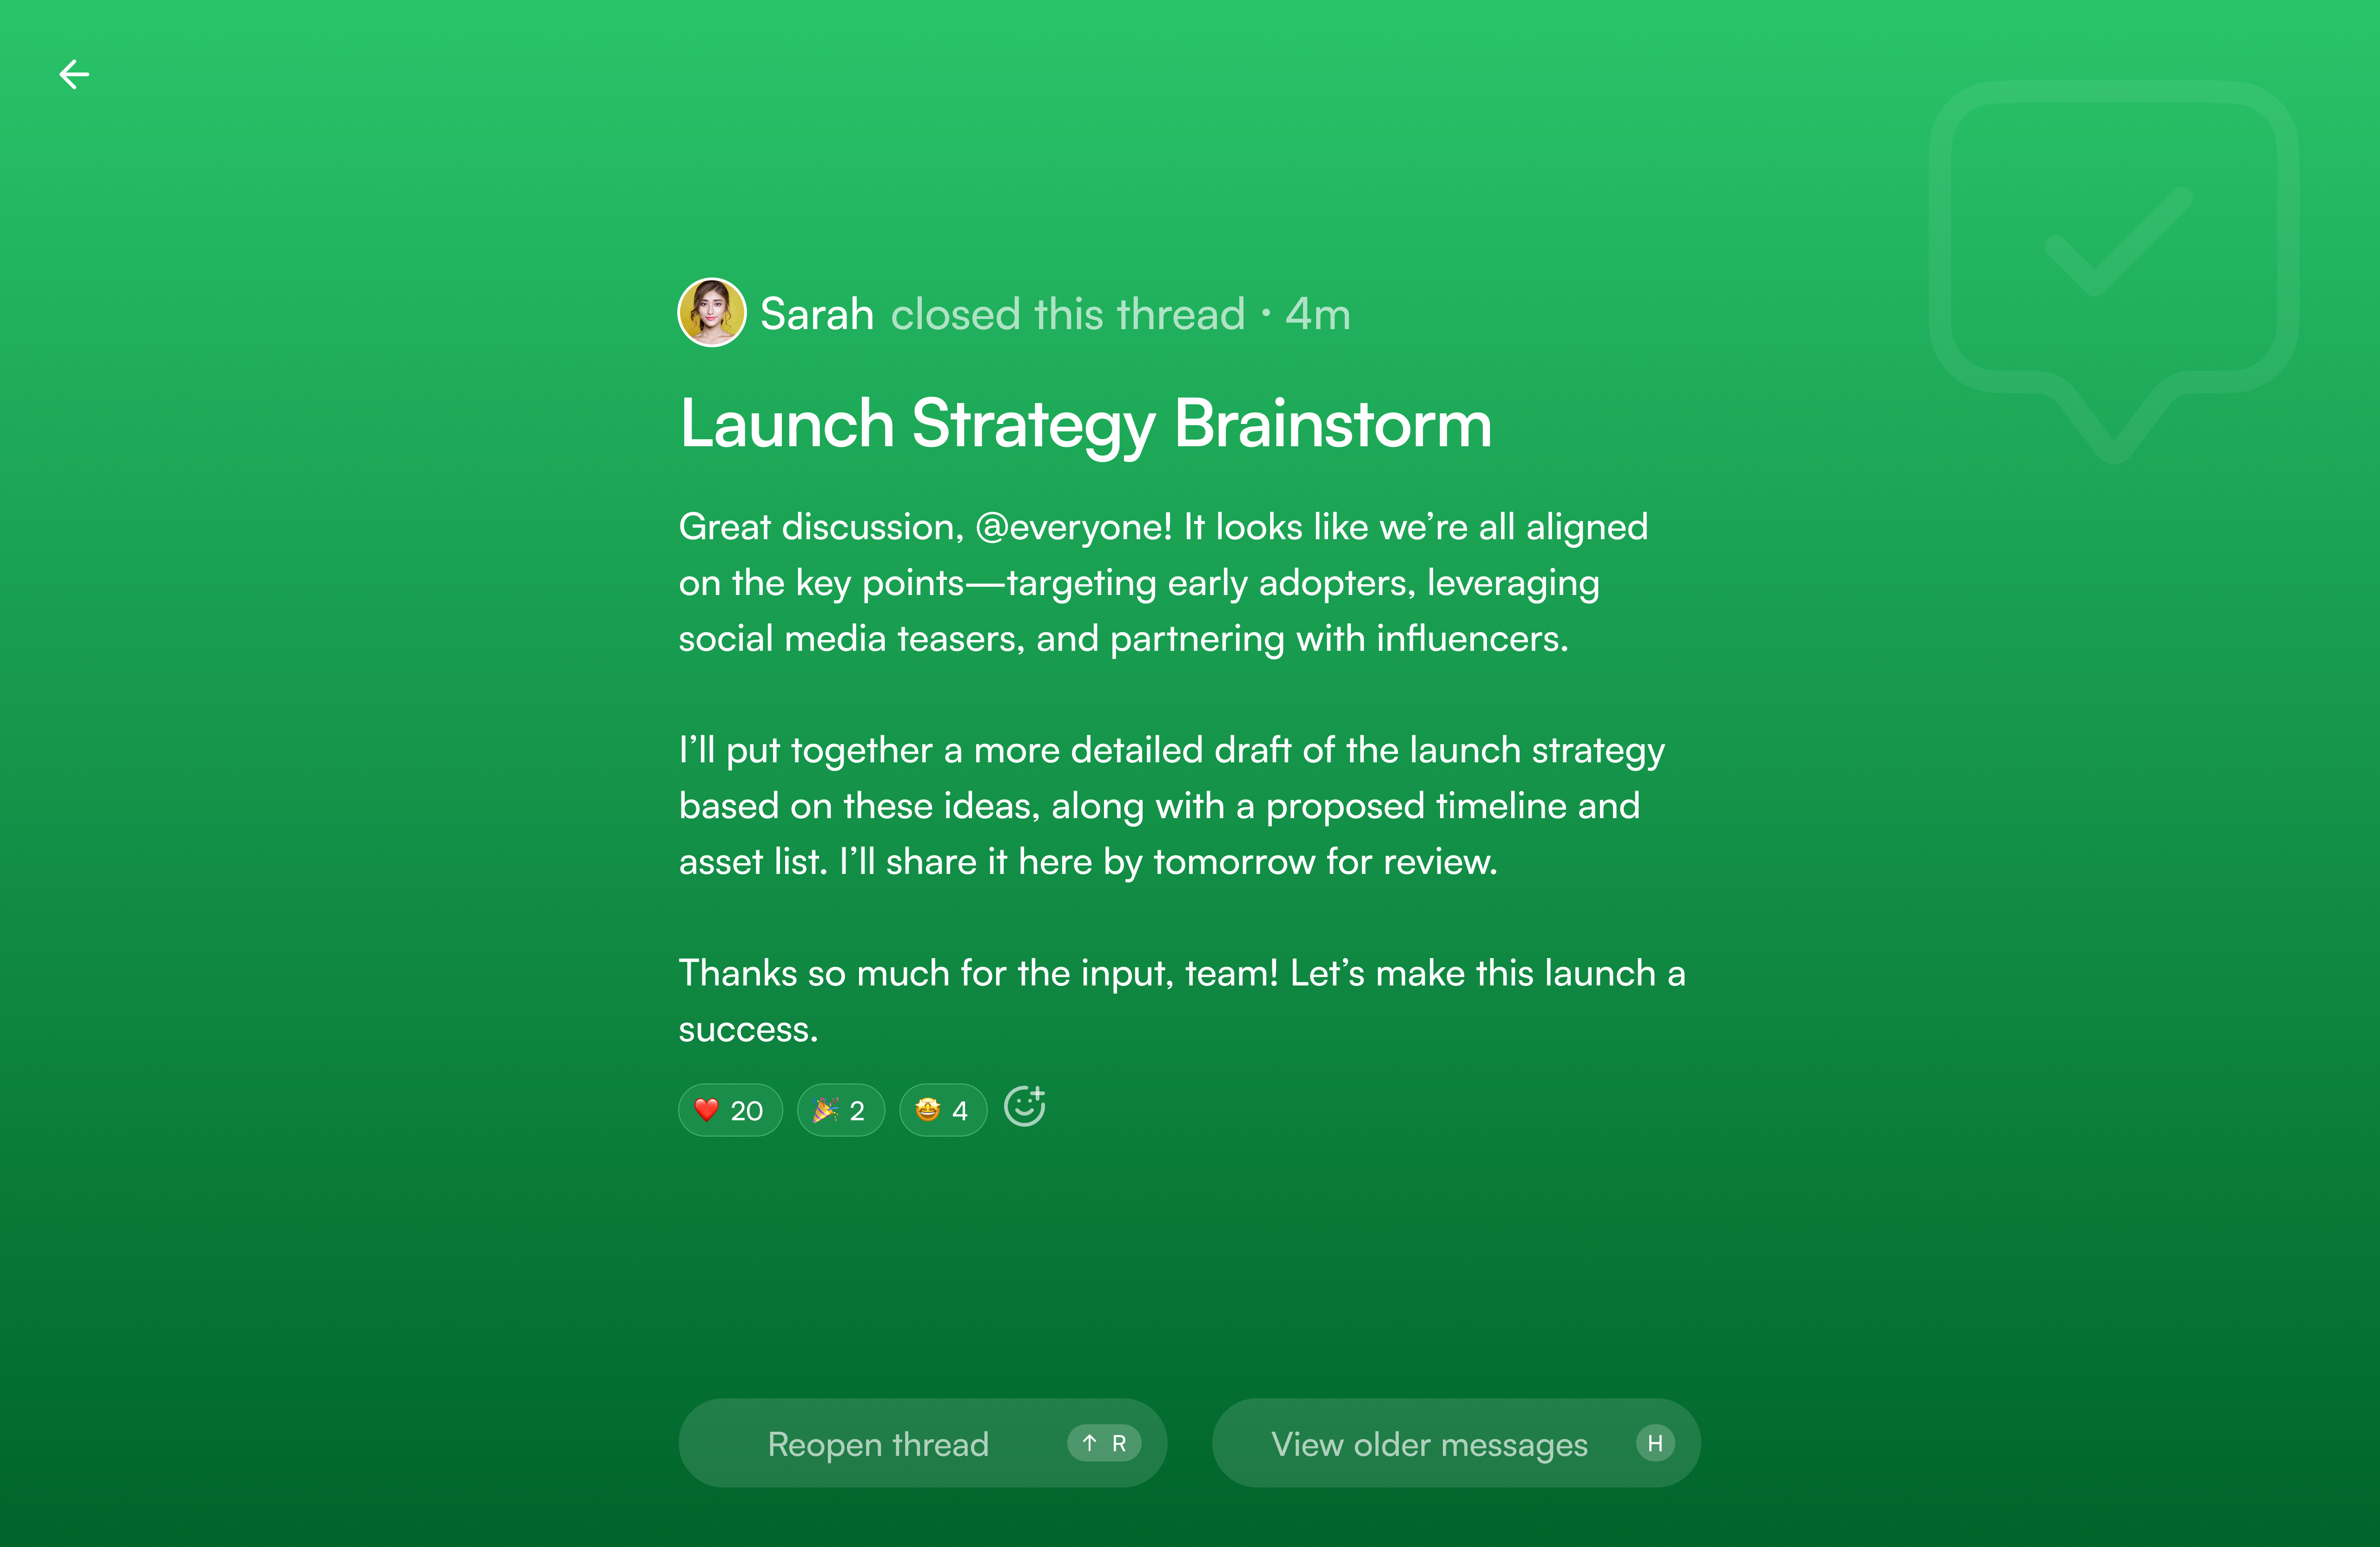 Sarah closed this thread · 4m
Launch Strategy Brainstorm
Great discussion, @everyone! It looks like we’re all aligned
on the key points—targeting early adopters, leveraging
social media teasers, and partnering with influencers.
I’ll put together a more detailed draft of the launch strategy
based on these ideas, along with a proposed timeline and
asset list. I’ll share it here by tomorrow for review.
Thanks so much for the input, team! Let’s make this launch a
success.
❤️ 20 🎉 2 🤩 4
Reopen thread ↑ R
View older messages H